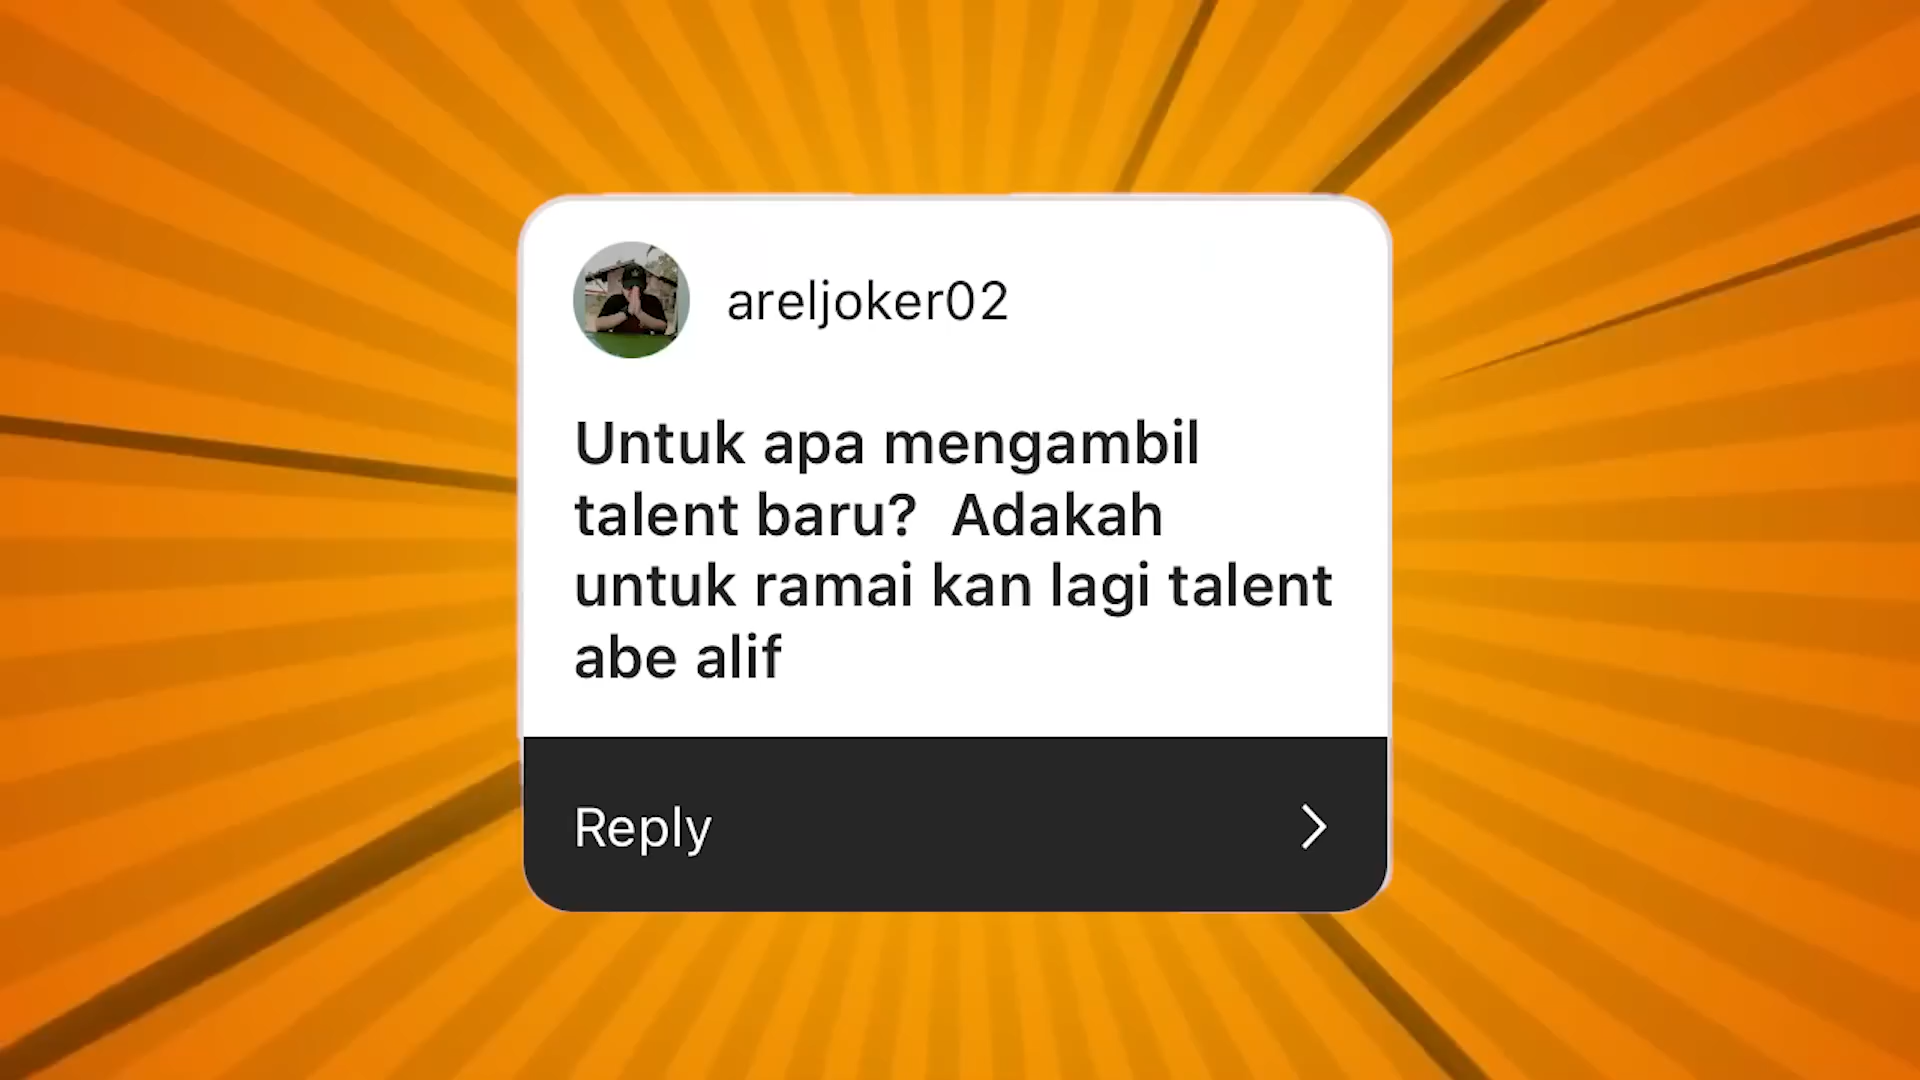 areljoker02
Untuk apa mengambil
talent baru?  Adakah
untuk ramai kan lagi talent
abe alif
Reply